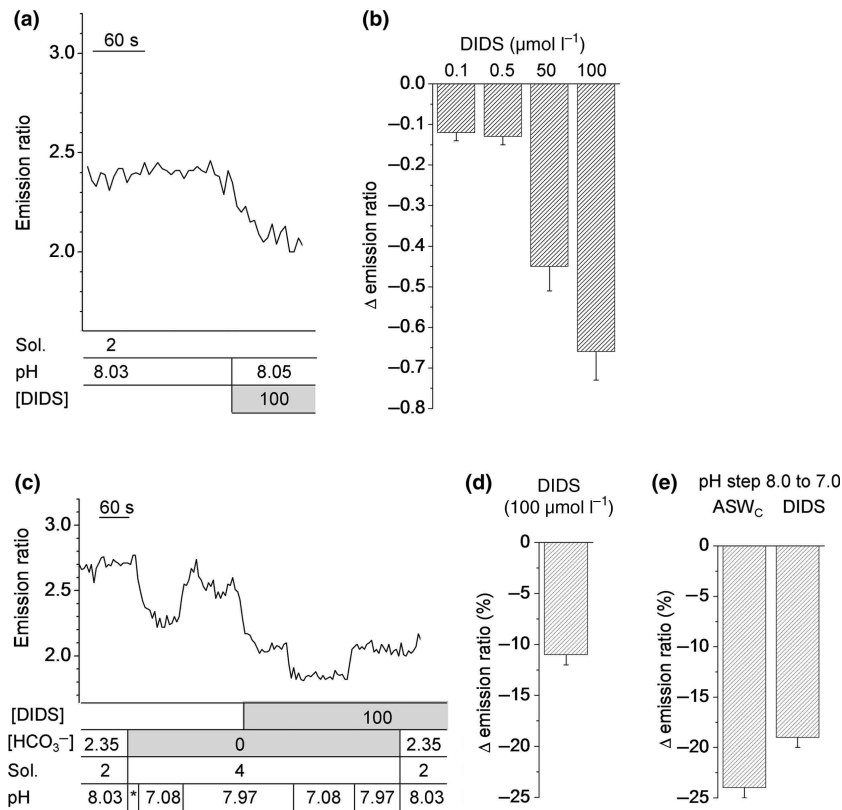 (a)
60 s
3.0
2.5
2.0
Emission ratio
Sol. 2
pH 8.03 8.05
[DIDS] 100
(b)
DIDS (μmol l⁻¹)
0.1 0.5 50 100
0.0
−0.1
−0.2
−0.3
−0.4
−0.5
−0.6
−0.7
−0.8
Δ emission ratio
(c)
60 s
3.0
2.5
2.0
Emission ratio
[DIDS] 100
[HCO₃⁻] 2.35 0 2.35
Sol. 2 4 2
pH 8.03 * 7.08 7.97 7.08 7.97 8.03
(d)
DIDS
(100 μmol l⁻¹)
0
−5
−10
−15
−20
−25
Δ emission ratio (%)
(e)
pH step 8.0 to 7.0
ASW_C DIDS
0
−5
−10
−15
−20
−25
Δ emission ratio (%)